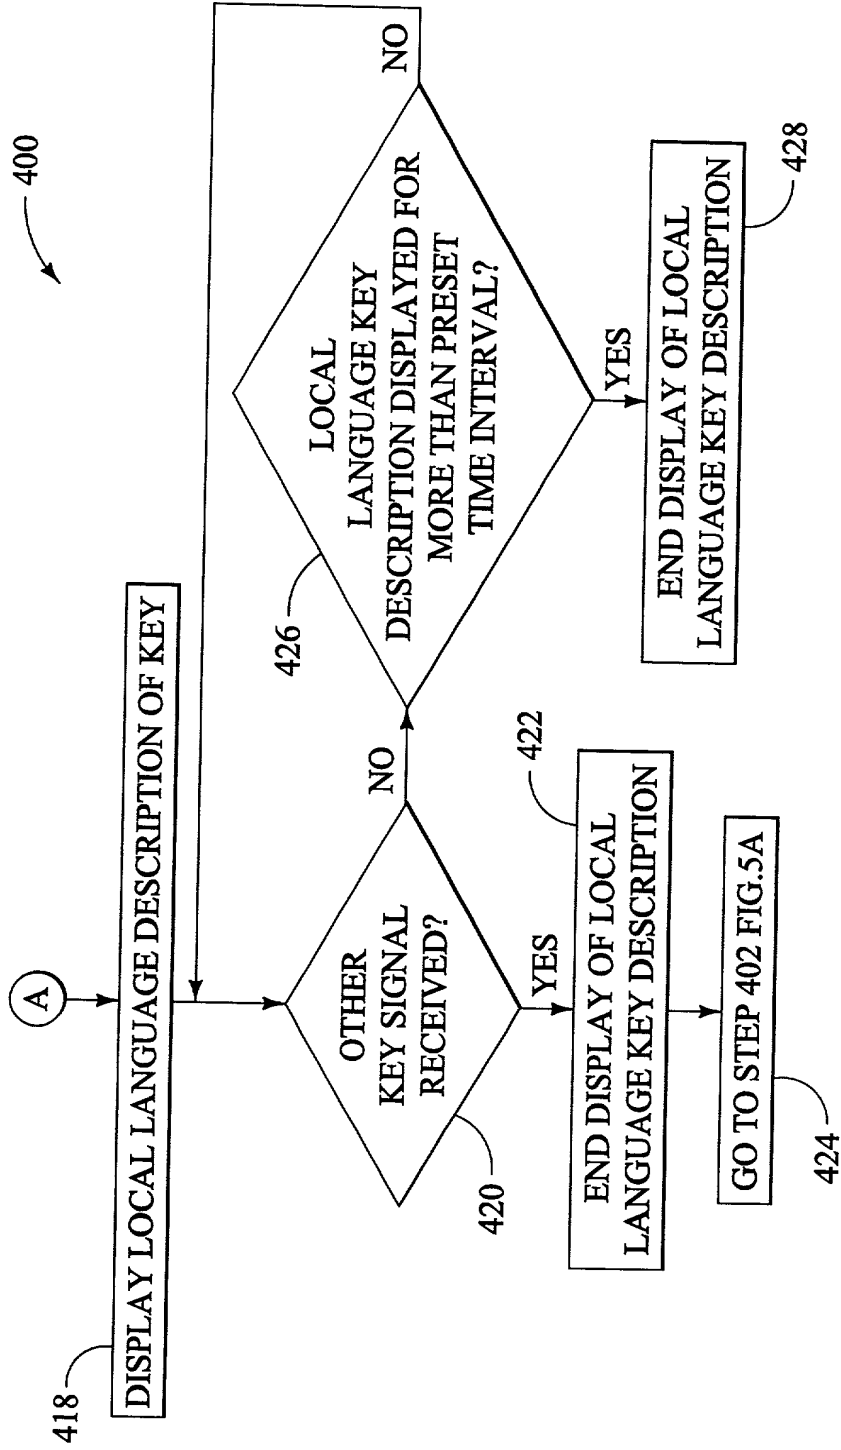 400
A
418
DISPLAY LOCAL LANGUAGE DESCRIPTION OF KEY
OTHER
KEY SIGNAL
RECEIVED?
420
NO
YES
426
LOCAL
LANGUAGE KEY
DESCRIPTION DISPLAYED FOR
MORE THAN PRESET
TIME INTERVAL?
NO
YES
422
END DISPLAY OF LOCAL
LANGUAGE KEY DESCRIPTION
GO TO STEP 402 FIG.5A
424
END DISPLAY OF LOCAL
LANGUAGE KEY DESCRIPTION
428